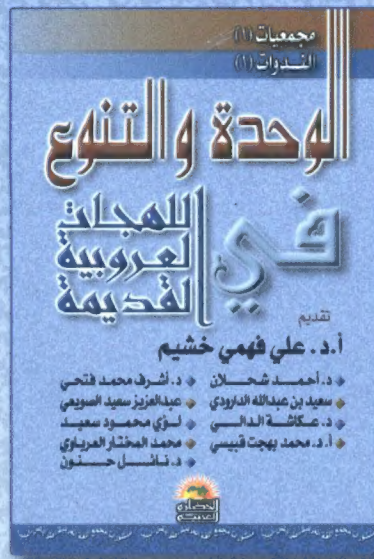 مجمعيات (١)
الندوات (١)
الوحدة والتنوع
في اللهجات
العروبية
القديمة
تقديم
أ.د. علي فهمي خشيم
د. أحمد شحلان
د. أشرف محمد فتحي
سعيد بن عبدالله الدارودي
عبدالعزيز سعيد الصويعي
د. عكاشة الدالي
لؤي محمود سعيد
أ.د. محمد بهجت قبيسي
محمد المختار العرباوي
د. نائل حنون
الحضارة
العربية